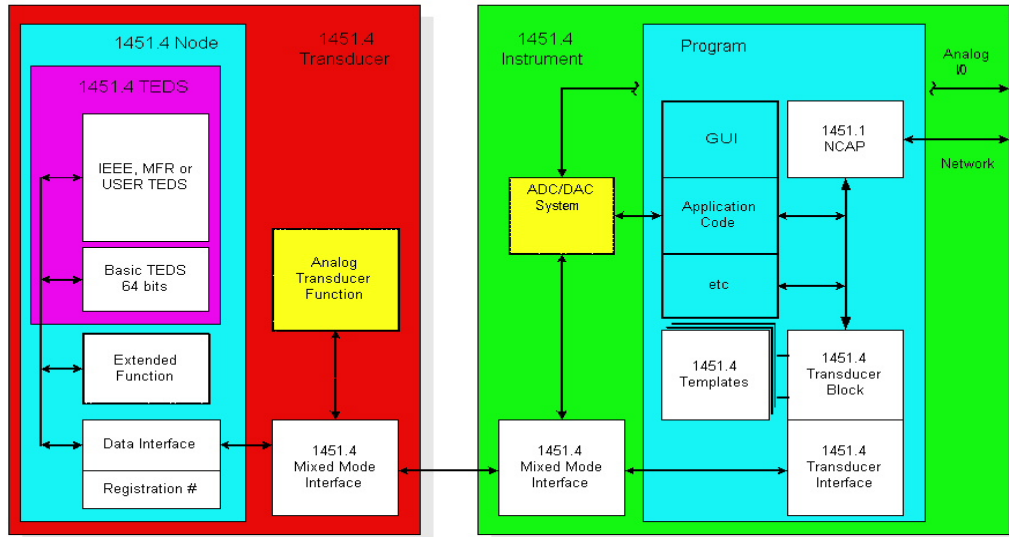 1451.4 Node
1451.4
Transducer
1451.4 TEDS
IEEE, MFR or
USER TEDS
Basic TEDS
64 bits
Extended
Function
Data Interface
Registration #
Analog
Transducer
Function
1451.4
Mixed Mode
Interface
1451.4
Instrument
Program
Analog
I/0
GUI
1451.1
NCAP
Network
ADC/DAC
System
Application
Code
etc
1451.4
Templates
1451.4
Transducer
Block
1451.4
Mixed Mode
Interface
1451.4
Transducer
Interface